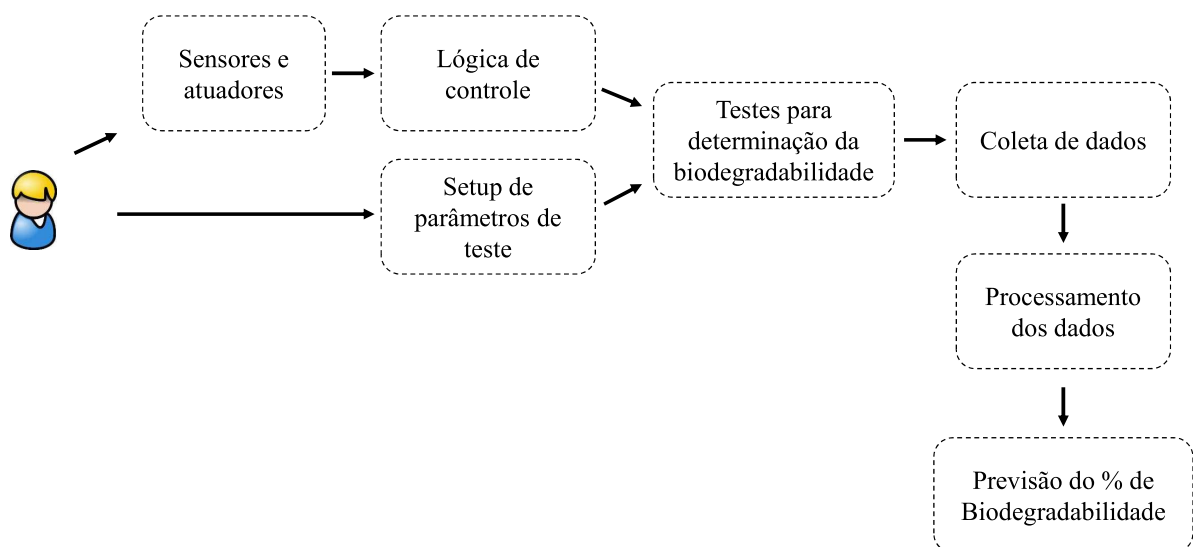 Sensores e
atuadores
Lógica de
controle
Setup de
parâmetros de
teste
Testes para
determinação da
biodegradabilidade
Coleta de dados
Processamento
dos dados
Previsão do % de
Biodegradabilidade